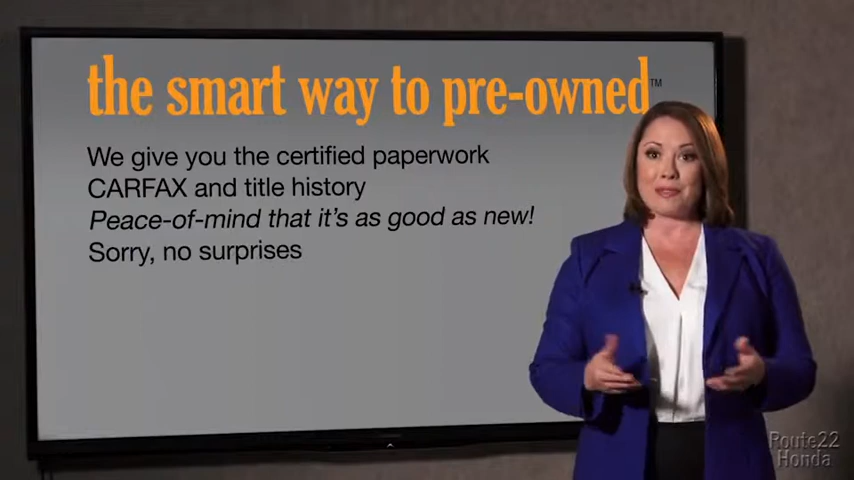 the smart way to pre-owned™
We give you the certified paperwork
CARFAX and title history
Peace-of-mind that it's as good as new!
Sorry, no surprises
Route22
Honda